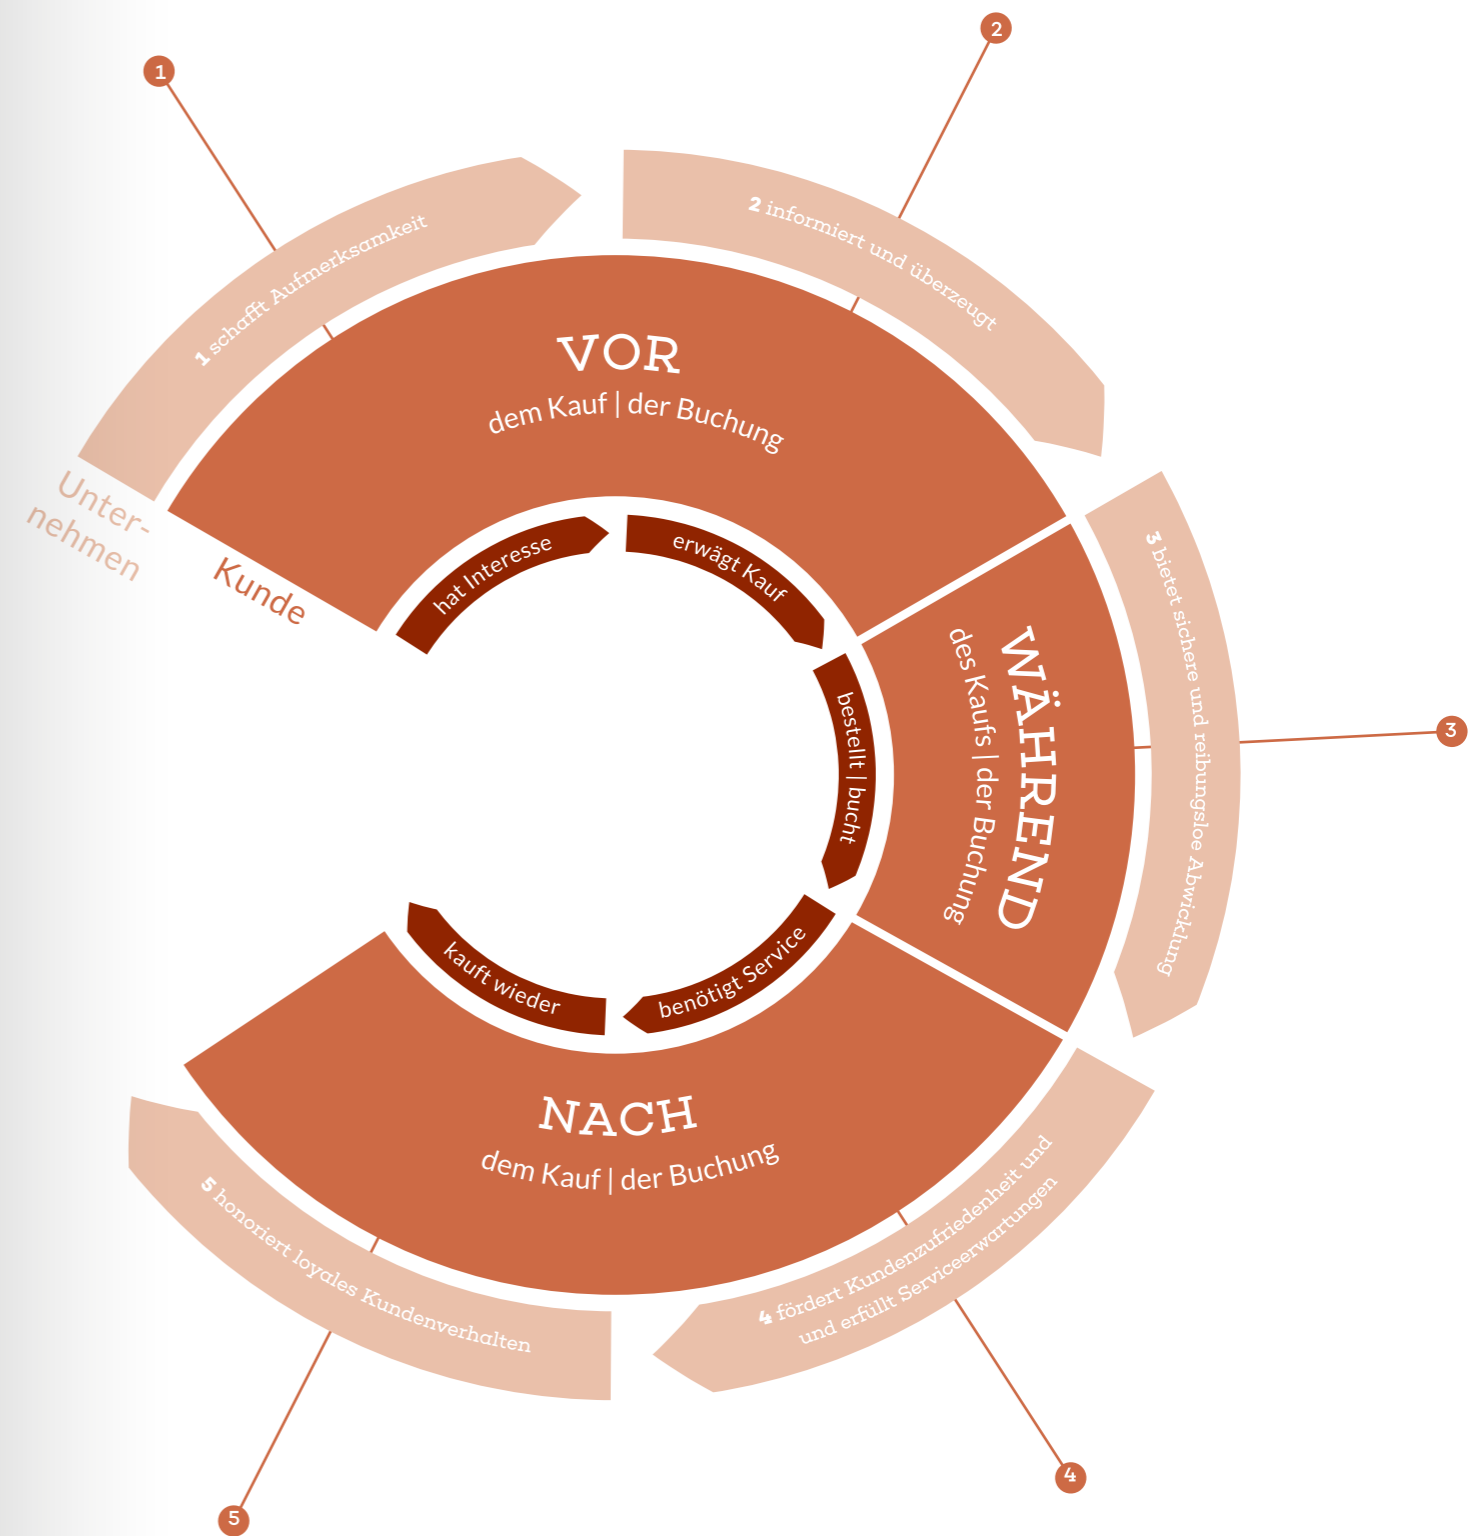 1
2
1 schafft Aufmerksamkeit
2 informiert und überzeugt
VOR
dem Kauf | der Buchung
Unter-
nehmen
Kunde
hat Interesse
erwägt Kauf
3 bietet sichere und reibungsloe Abwicklung
WÄHREND
des Kaufs | der Buchung
bestellt | bucht
3
benötigt Service
kauft wieder
NACH
dem Kauf | der Buchung
4 fördert Kundenzufriedenheit und
und erfüllt Serviceerwartungen
5 honoriert loyales Kundenverhalten
4
5